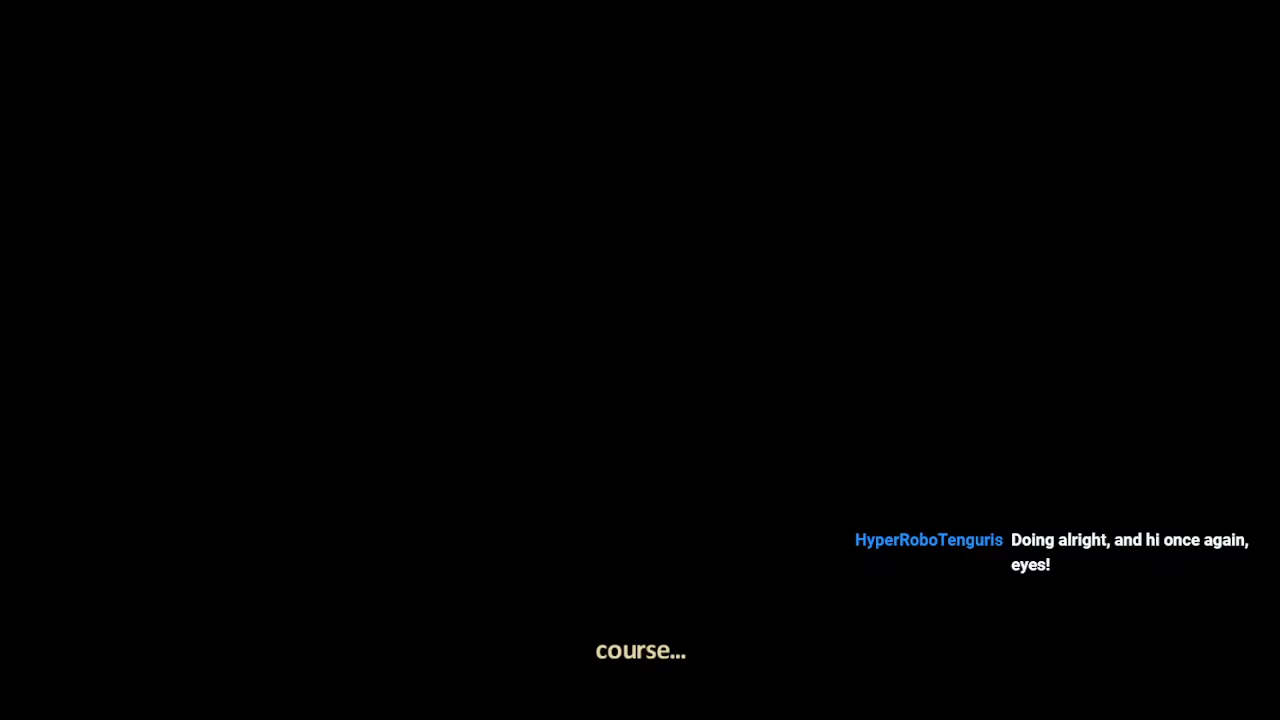 HyperRoboTenguris Doing alright, and hi once again,
eyes!
course...